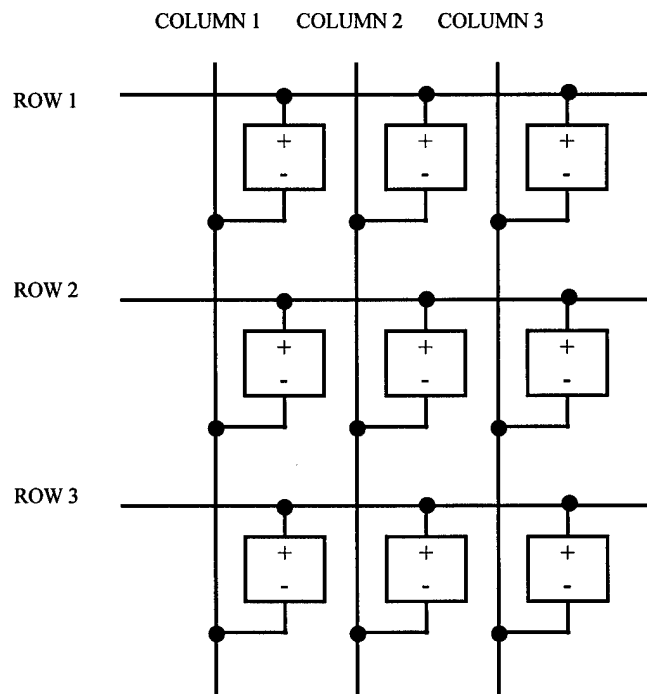 COLUMN 1 COLUMN 2 COLUMN 3
ROW 1
+ + +
- - -
ROW 2
+ + +
- - -
ROW 3
+ + +
- - -